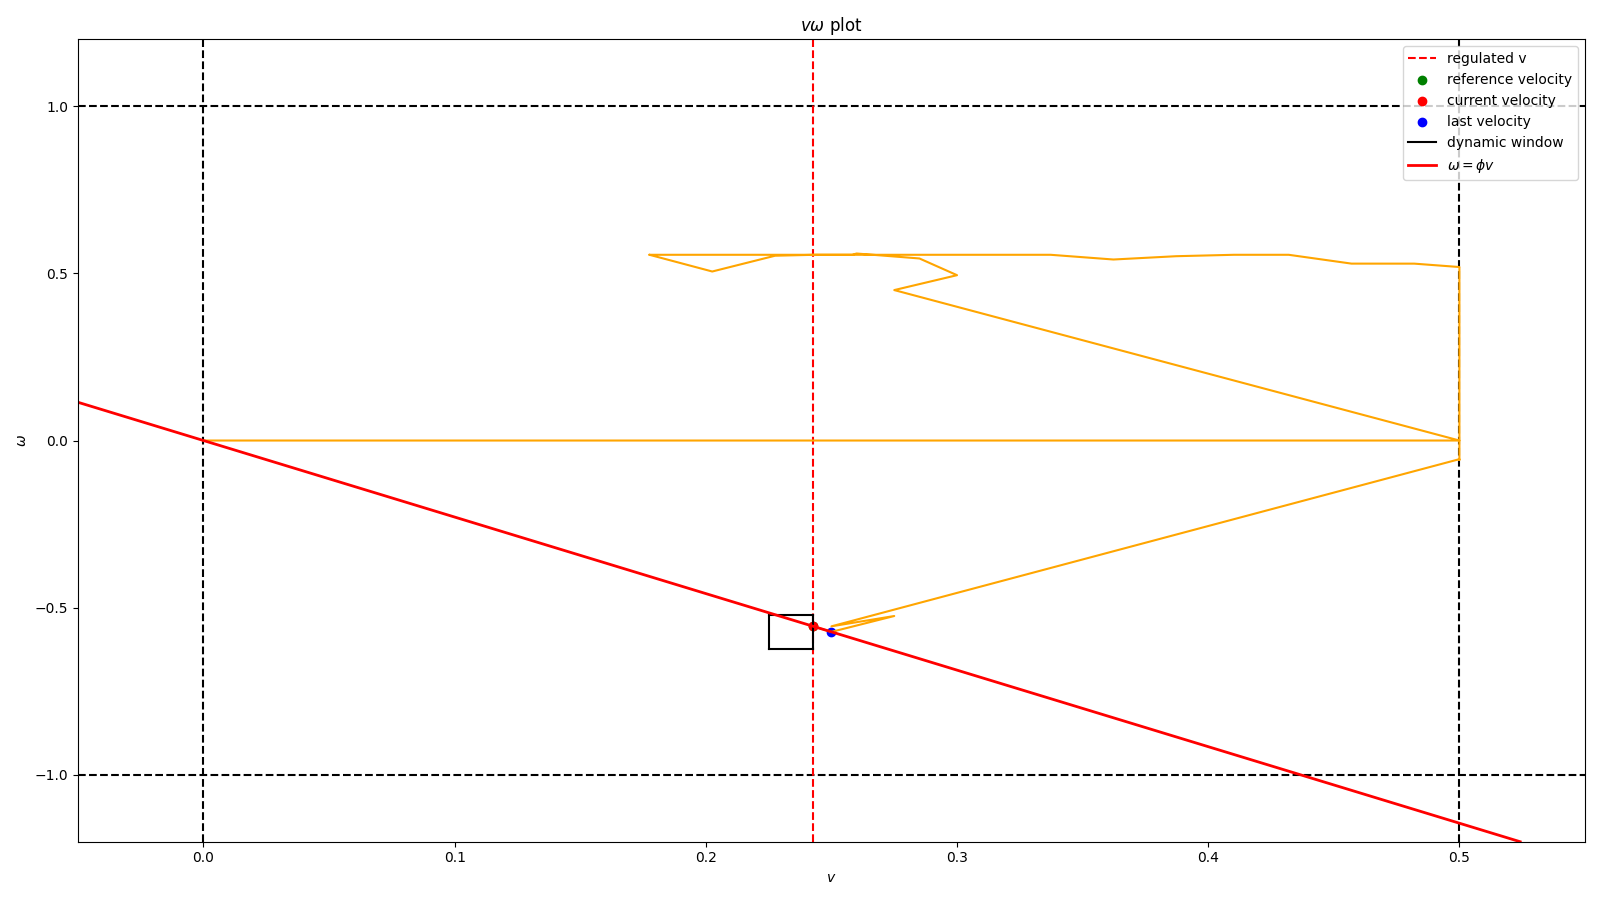 vω plot
regulated v
reference velocity
current velocity
last velocity
dynamic window
ω = ϕv
1.0
0.5
0.0
−0.5
−1.0
ω
0.0 0.1 0.2 0.3 0.4 0.5
v